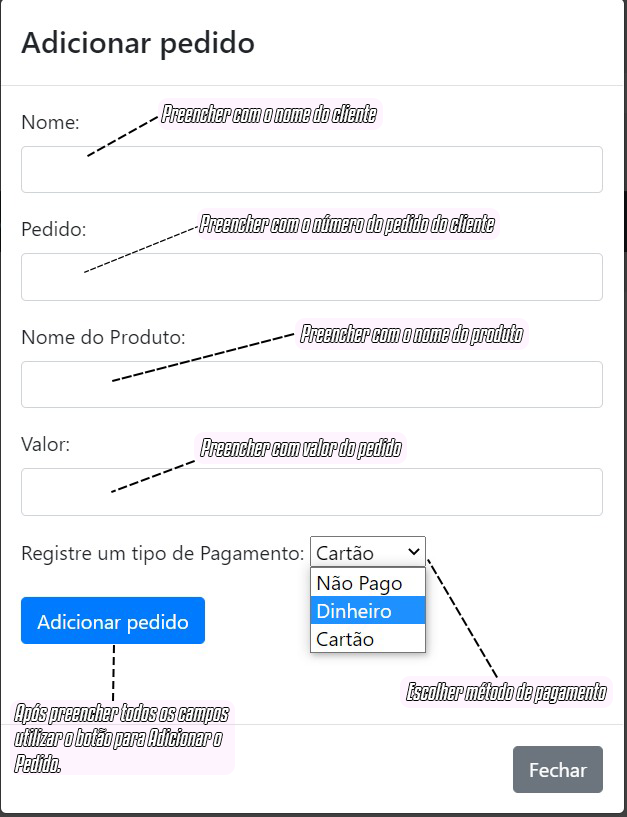 Adicionar pedido
Preencher com o nome do cliente
Nome:
Preencher com o número do pedido do cliente
Pedido:
Preencher com o nome do produto
Nome do Produto:
Valor:
Preencher com valor do pedido
Registre um tipo de Pagamento: Cartão
Não Pago
Dinheiro
Cartão
Adicionar pedido
Escolher método de pagamento
Após preencher todos os campos
utilizar o botão para Adicionar o
Pedido.
Fechar